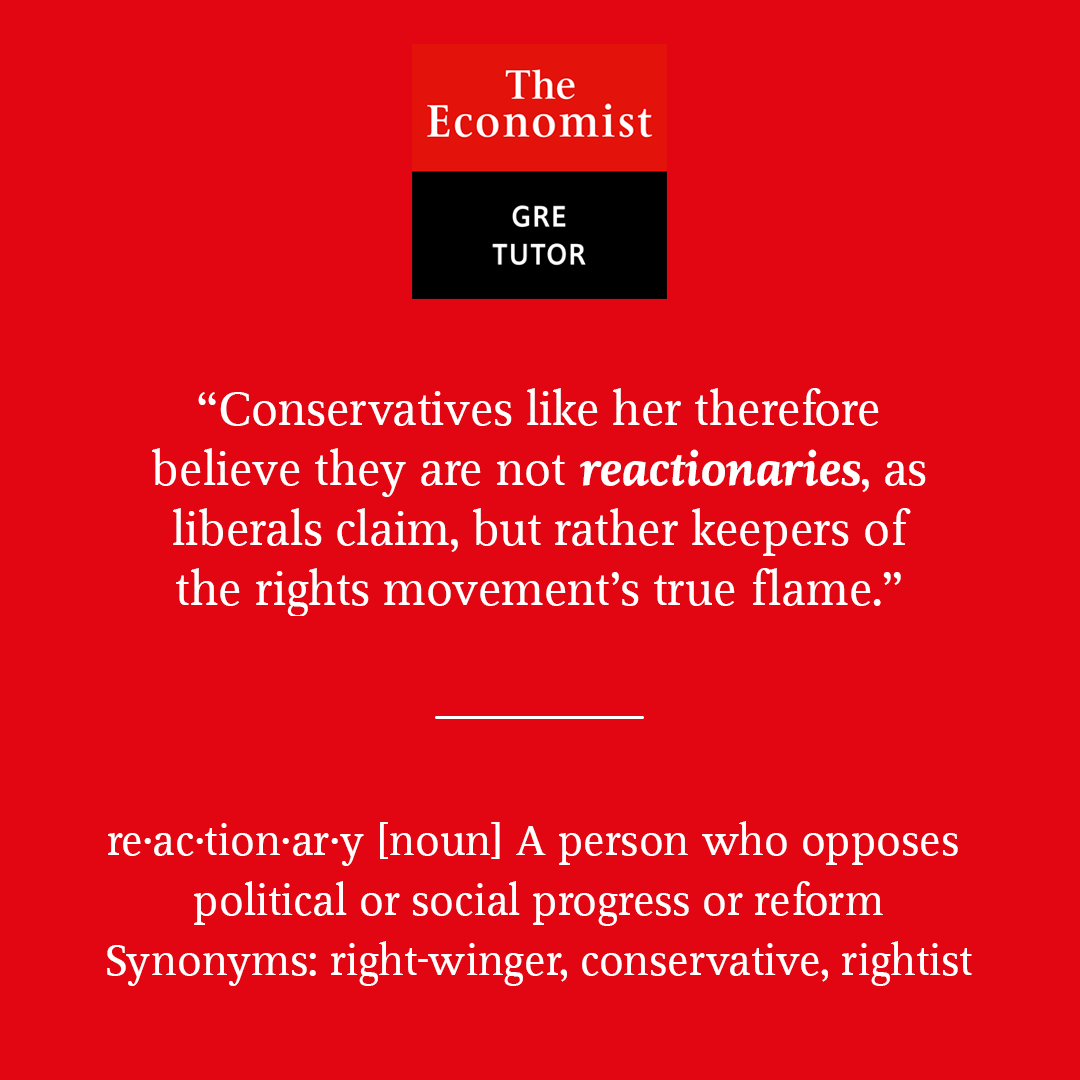 The
Economist
GRE
TUTOR
“Conservatives like her therefore
believe they are not reactionaries, as
liberals claim, but rather keepers of
the rights movement’s true flame.”
re·ac·tion·ar·y [noun] A person who opposes
political or social progress or reform
Synonyms: right-winger, conservative, rightist